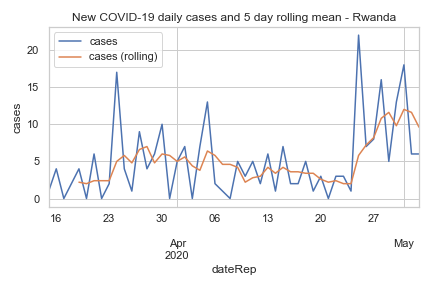 New COVID-19 daily cases and 5 day rolling mean - Rwanda
cases
cases (rolling)
cases
20
15
10
5
0
16
23
30
06
13
20
27
Apr
2020
May
dateRep